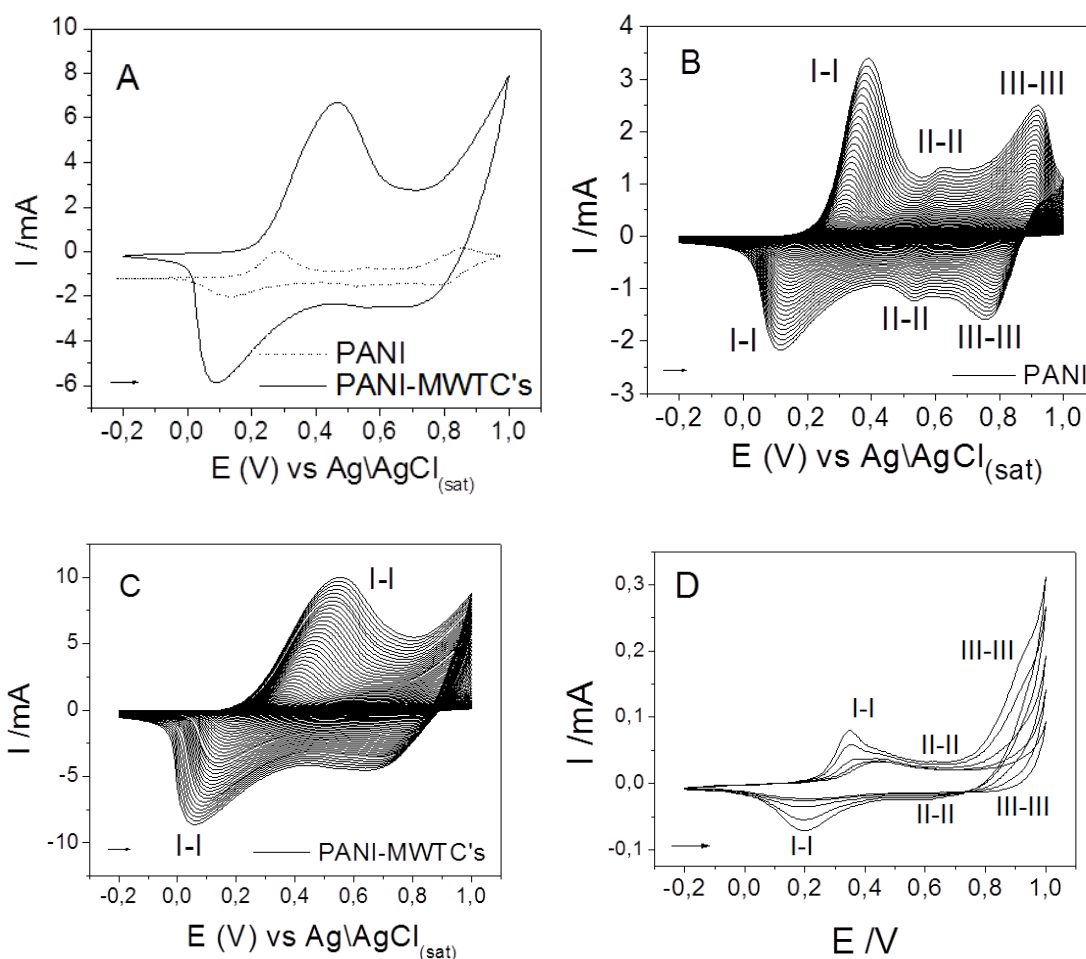 A
10
8
6
4
2
0
-2
-4
-6
I /mA
PANI
PANI-MWTC's
-0,2 0,0 0,2 0,4 0,6 0,8 1,0
E (V) vs Ag\AgCl(sat)
B
4
3
2
1
0
-1
-2
-3
I /mA
I-I
II-II
III-III
I-I
II-II
III-III
PANI
-0,2 0,0 0,2 0,4 0,6 0,8 1,0
E (V) vs Ag\AgCl(sat)
C
10
5
0
-5
-10
I /mA
I-I
I-I
PANI-MWTC's
-0,2 0,0 0,2 0,4 0,6 0,8 1,0
E (V) vs Ag\AgCl(sat)
D
0,3
0,2
0,1
0,0
-0,1
I /mA
III-III
I-I
II-II
II-II
III-III
I-I
-0,2 0,0 0,2 0,4 0,6 0,8 1,0
E /V